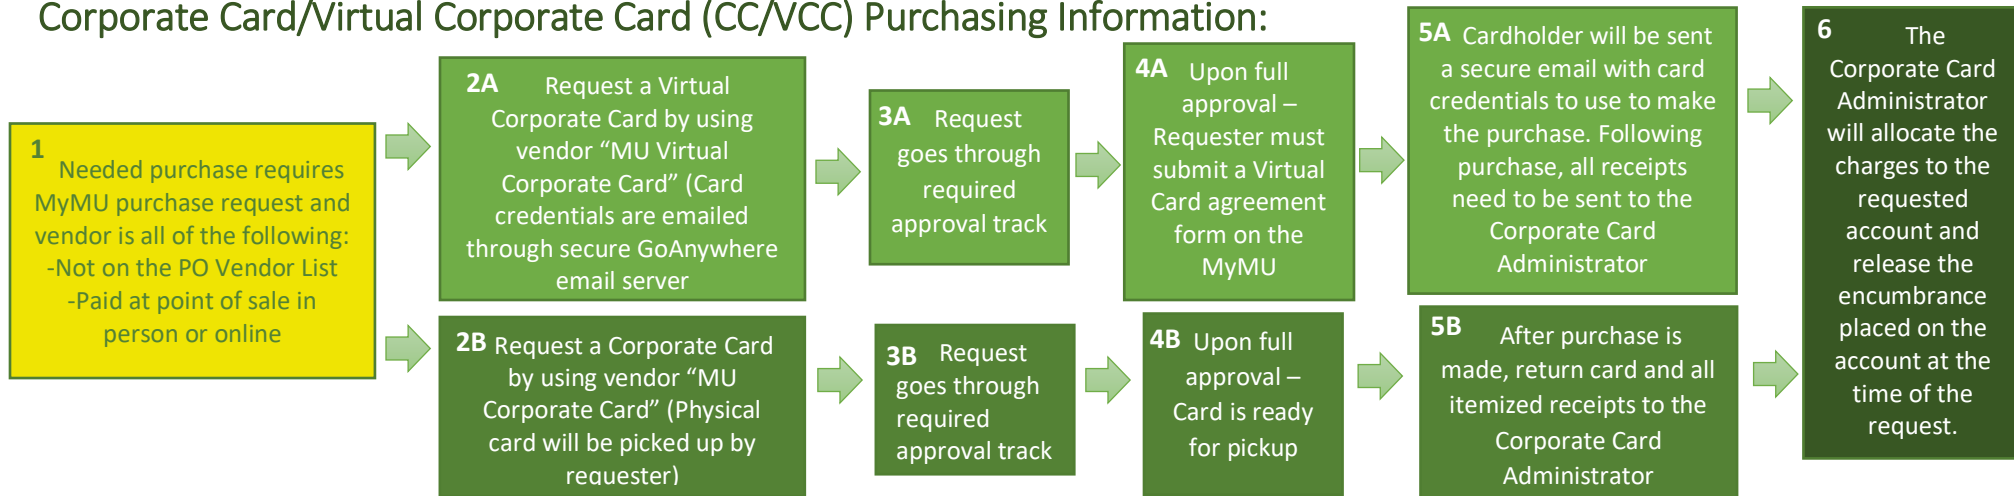 Corporate Card/Virtual Corporate Card (CC/VCC) Purchasing Information:
1
Needed purchase requires
MyMU purchase request and
vendor is all of the following:
-Not on the PO Vendor List
-Paid at point of sale in
person or online
2A Request a Virtual
Corporate Card by using
vendor “MU Virtual
Corporate Card” (Card
credentials are emailed
through secure GoAnywhere
email server
3A Request
goes through
required
approval track
4A Upon full
approval –
Requester must
submit a Virtual
Card agreement
form on the
MyMU
5A Cardholder will be sent
a secure email with card
credentials to use to make
the purchase. Following
purchase, all receipts
need to be sent to the
Corporate Card
Administrator
2B Request a Corporate Card
by using vendor “MU
Corporate Card” (Physical
card will be picked up by
requester)
3B Request
goes through
required
approval track
4B Upon full
approval –
Card is ready
for pickup
5B After purchase is
made, return card and all
itemized receipts to the
Corporate Card
Administrator
6 The
Corporate Card
Administrator
will allocate the
charges to the
requested
account and
release the
encumbrance
placed on the
account at the
time of the
request.